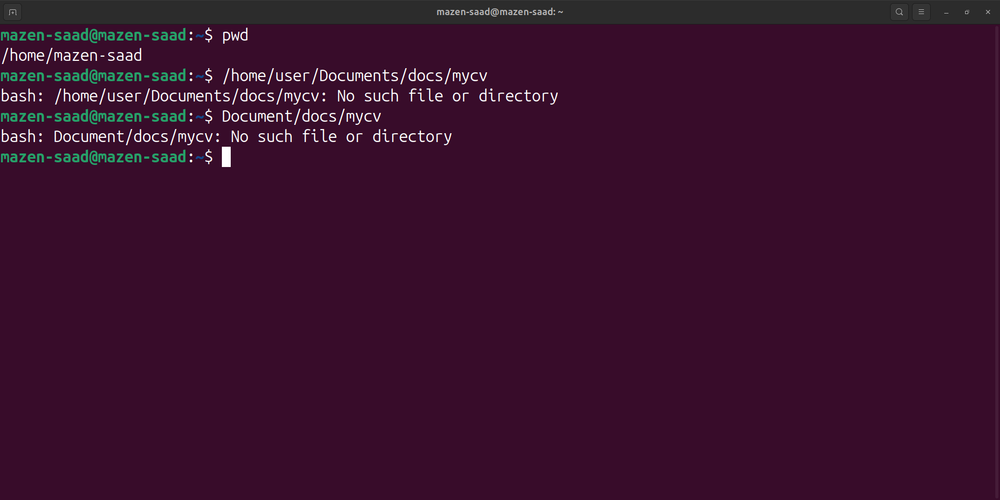 mazen-saad@mazen-saad: ~
mazen-saad@mazen-saad:~$ pwd
/home/mazen-saad
mazen-saad@mazen-saad:~$ /home/user/Documents/docs/mycv
bash: /home/user/Documents/docs/mycv: No such file or directory
mazen-saad@mazen-saad:~$ Document/docs/mycv
bash: Document/docs/mycv: No such file or directory
mazen-saad@mazen-saad:~$